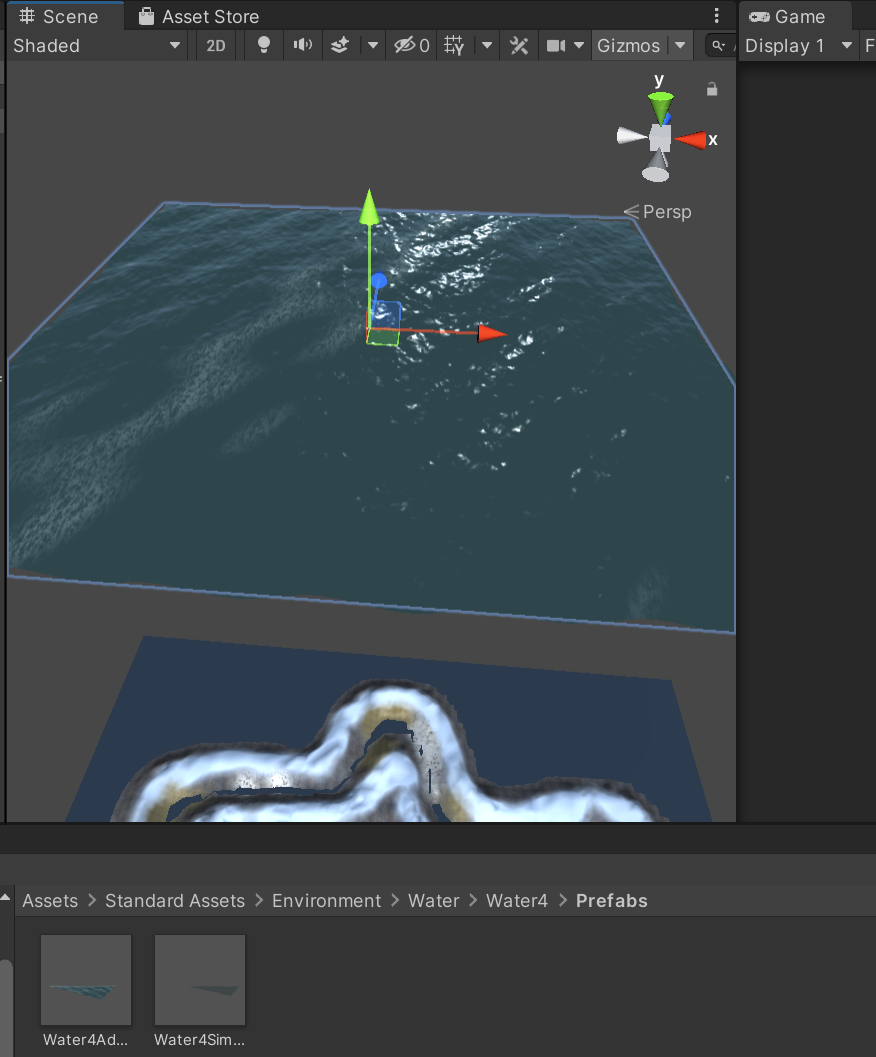 Scene Asset Store Game
Shaded 2D 0 Gizmos Display 1 F
y
x
Persp
Assets > Standard Assets > Environment > Water > Water4 > Prefabs
Water4Ad... Water4Sim...